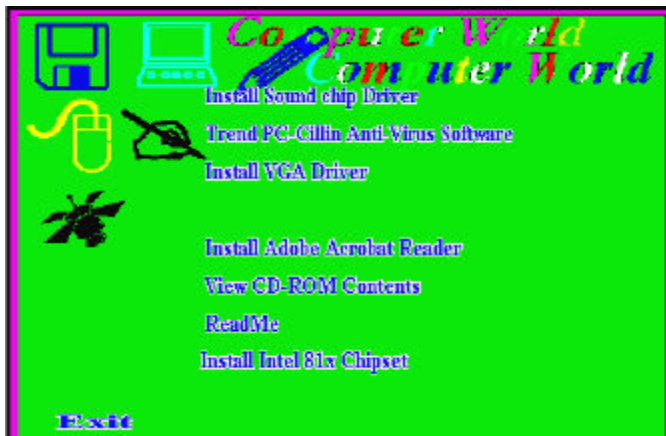 Computer World
Computer World
Install Sound chip Driver
Trend PC-Cillin Anti-Virus Software
Install VGA Driver
Install Adobe Acrobat Reader
View CD-ROM Contents
ReadMe
Install Intel 81x Chipset
Exit